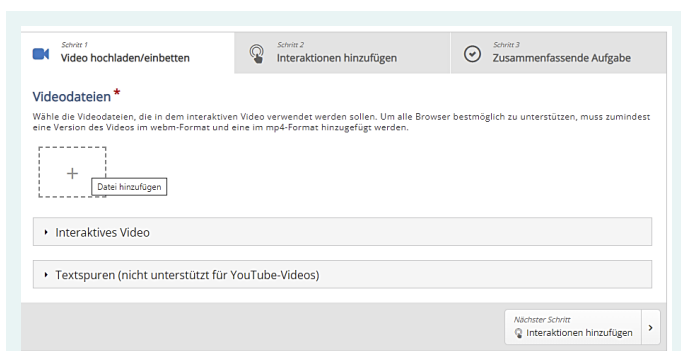 Schritt 1
Video hochladen/einbetten
Schritt 2
Interaktionen hinzufügen
Schritt 3
Zusammenfassende Aufgabe
Videodateien *
Wähle die Videodateien, die in dem interaktiven Video verwendet werden sollen. Um alle Browser bestmöglich zu unterstützen, muss zumindest
eine Version des Videos im webm-Format und eine im mp4-Format hinzugefügt werden.
+
Datei hinzufügen
Interaktives Video
Textspuren (nicht unterstützt für YouTube-Videos)
Nächster Schritt
Interaktionen hinzufügen